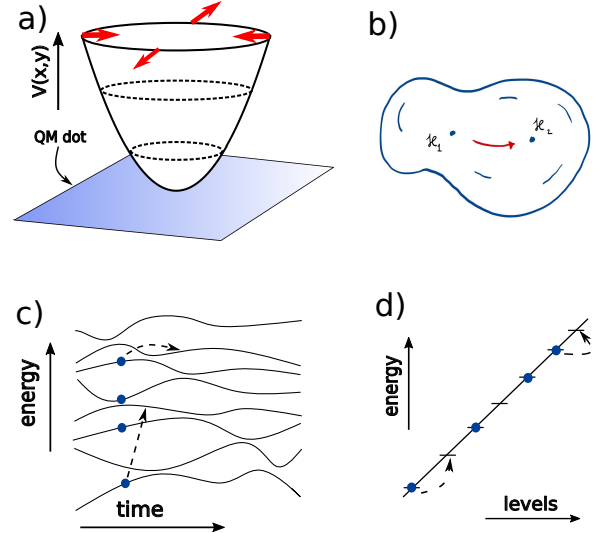 a)
V(x,y)
QM dot
b)
ℋ₁
ℋ₂
c)
energy
time
d)
energy
levels